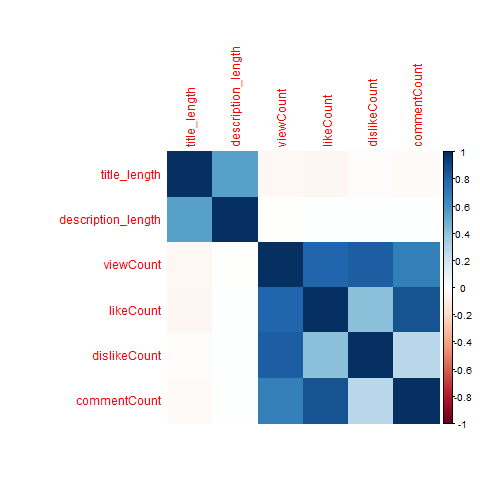 title_length
description_length
viewCount
likeCount
dislikeCount
commentCount
title_length
description_length
viewCount
likeCount
dislikeCount
commentCount
1
0.8
0.6
0.4
0.2
0
-0.2
-0.4
-0.6
-0.8
-1